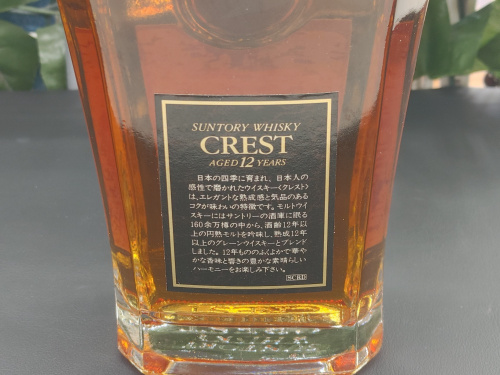 SUNTORY WHISKY
CREST
AGED 12 YEARS
日本の四季に育まれ、日本人の
感性で磨かれたウイスキー〈クレスト〉
は、エレガントな熟成感と気品のある
コクが味わいの特徴です。モルトウイ
スキーにはサントリーの酒庫に眠る
160余万樽の中から、酒齢12年以
上の円熟モルトを吟味し、熟成12年
以上のグレーンウイスキーとブレンド
しました。12年もののふくよかで華や
かな香味と響きの豊かな素晴らしい
ハーモニーをお楽しみ下さい。
SCRD